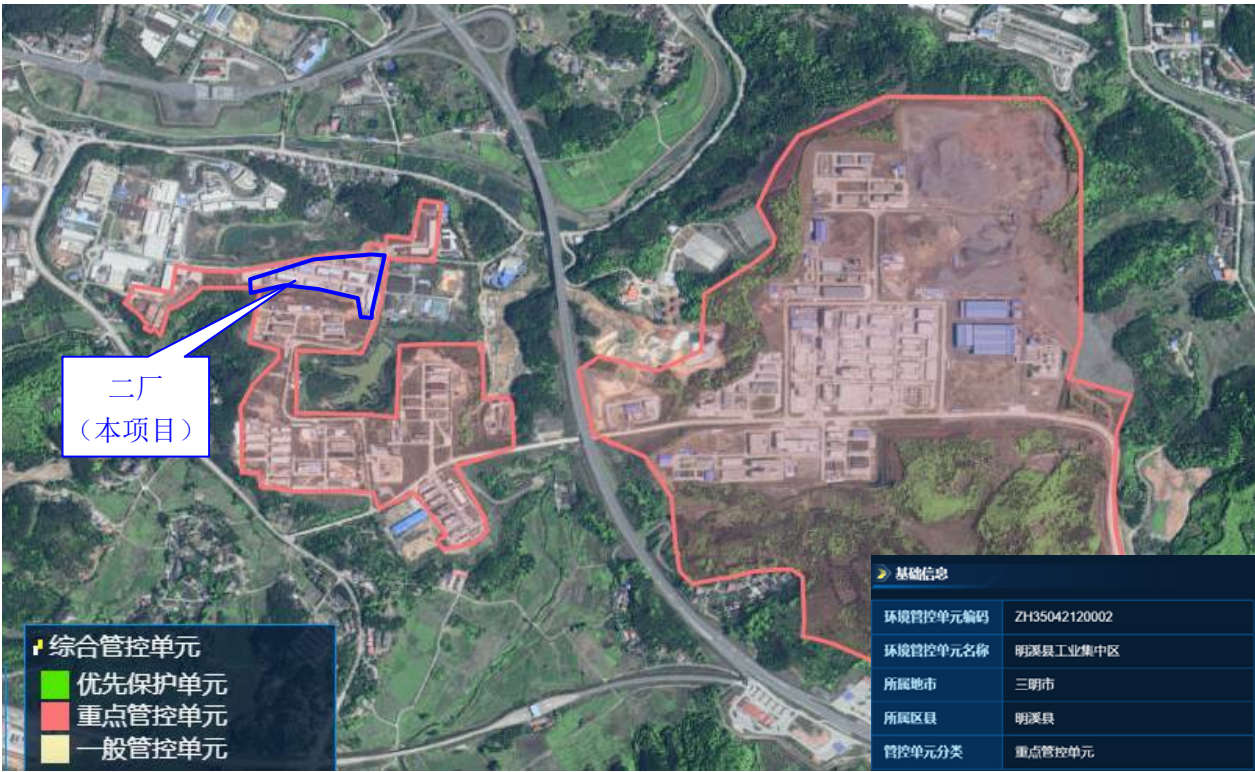 二厂
（本项目）
综合管控单元
优先保护单元
重点管控单元
一般管控单元
基础信息
环境管控单元编码 ZH35042120002
环境管控单元名称 明溪县工业集中区
所属地市 三明市
所属区县 明溪县
管控单元分类 重点管控单元